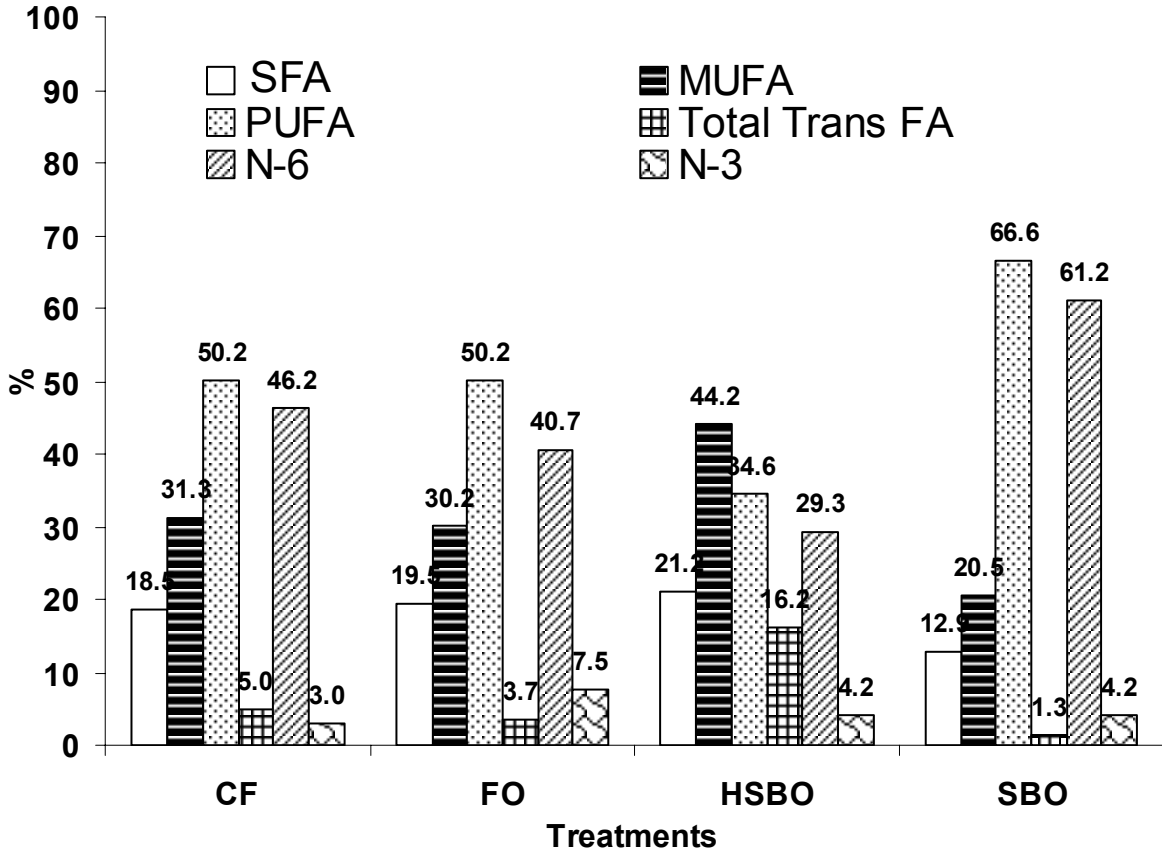 100
90
80
70
60
50
40
30
20
10
0
%
SFA MUFA
PUFA Total Trans FA
N-6 N-3
18.5 31.3 50.2 5.0 46.2 3.0
19.5 30.2 50.2 3.7 40.7 7.5
21.2 44.2 34.6 16.2 29.3 4.2
12.9 20.5 66.6 1.3 61.2 4.2
CF FO HSBO SBO
Treatments